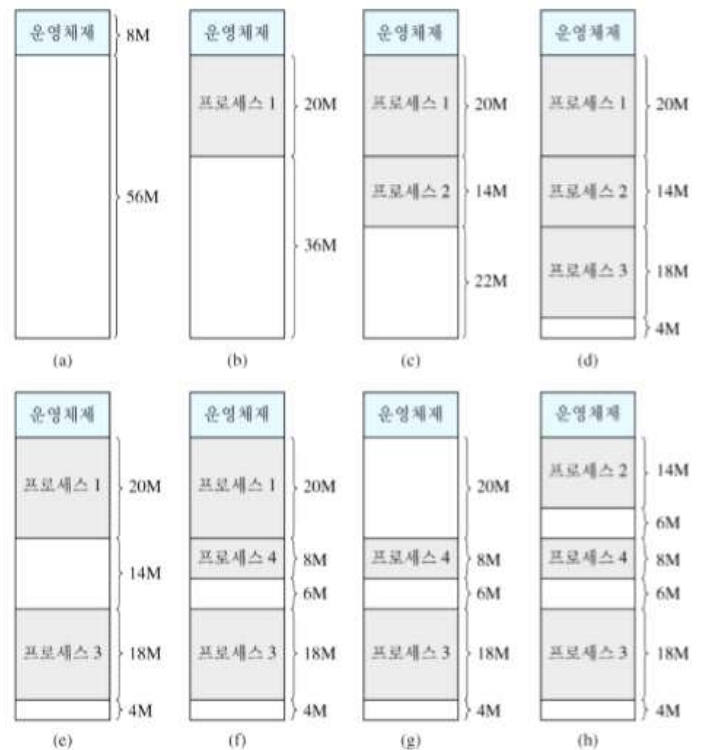 운영체제 8M
56M
(a)
운영체제
프로세스 1 20M
36M
(b)
운영체제
프로세스 1 20M
프로세스 2 14M
22M
(c)
운영체제
프로세스 1 20M
프로세스 2 14M
프로세스 3 18M
4M
(d)
운영체제
프로세스 1 20M
14M
프로세스 3 18M
4M
(e)
운영체제
프로세스 1 20M
프로세스 4 8M
6M
프로세스 3 18M
4M
(f)
운영체제
20M
프로세스 4 8M
6M
프로세스 3 18M
4M
(g)
운영체제
프로세스 2 14M
6M
프로세스 4 8M
6M
프로세스 3 18M
4M
(h)